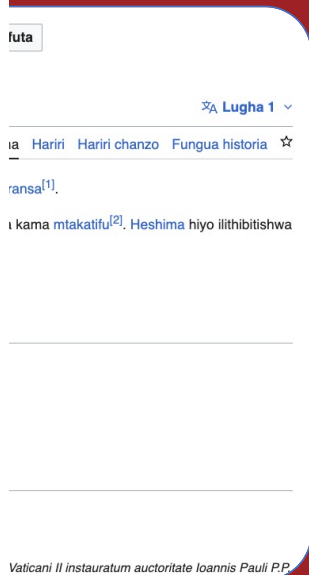 futa
Lugha 1
Hariri Hariri chanzo Fungua historia
ransa[1].
kama mtakatifu[2]. Heshima hiyo ilithibitishwa
Vaticani II instauratum auctoritate Ioannis Pauli P.P.